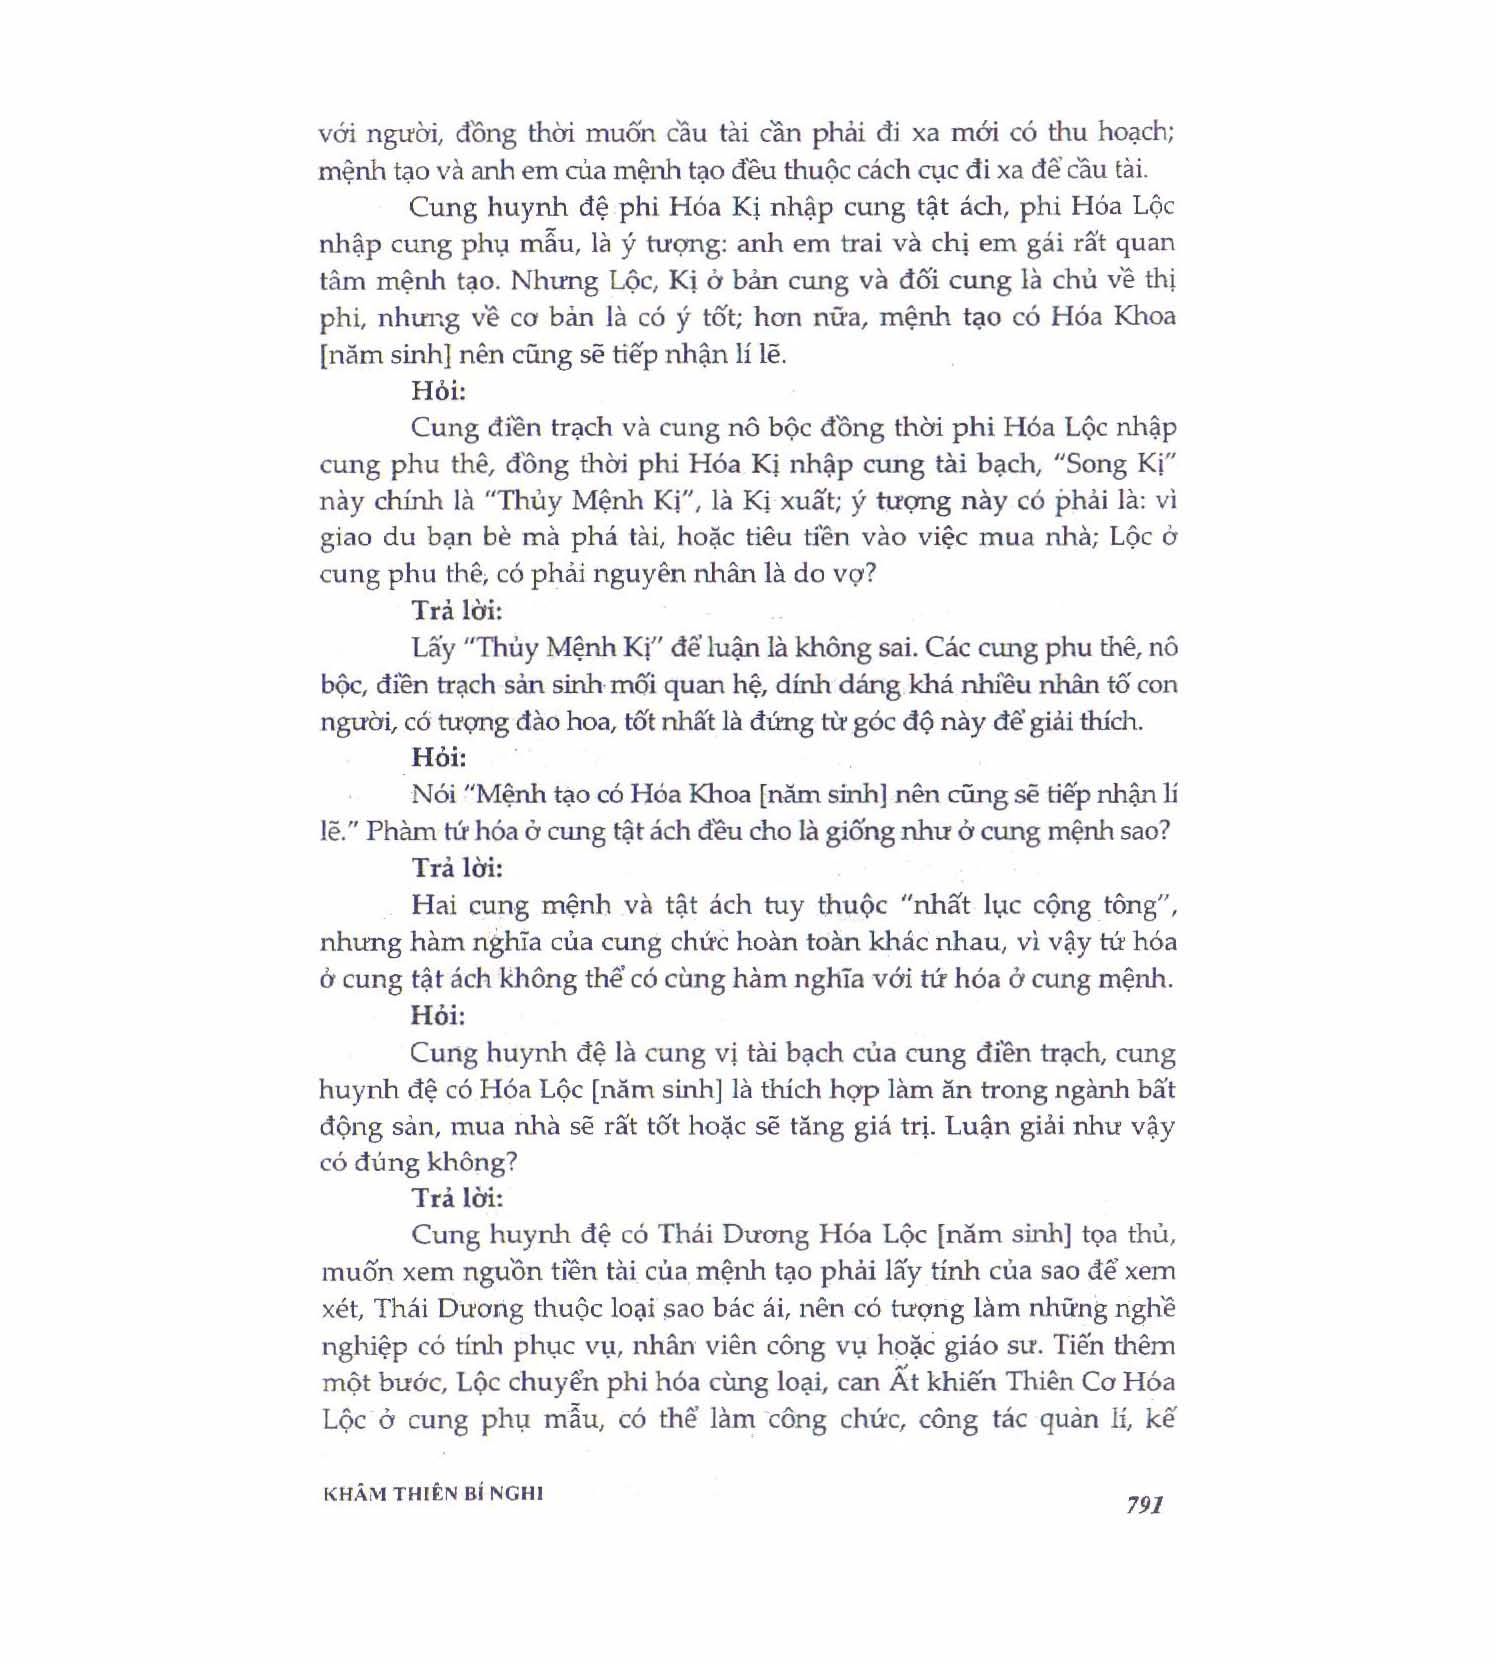 với người, đồng thời muốn cầu tài cần phải đi xa mới có thu hoạch;
mệnh tạo và anh em của mệnh tạo đều thuộc cách cục đi xa để cầu tài.
Cung huynh đệ phi Hóa Kị nhập cung tật ách, phi Hóa Lộc
nhập cung phụ mẫu, là ý tượng: anh em trai và chị em gái rất quan
tâm mệnh tạo. Nhưng Lộc, Kị ở bản cung và đối cung là chủ về thị
phi, nhưng về cơ bản là có ý tốt; hơn nữa, mệnh tạo có Hóa Khoa
[năm sinh] nên cũng sẽ tiếp nhận lí lẽ.
Hỏi:
Cung điền trạch và cung nô bộc đồng thời phi Hóa Lộc nhập
cung phu thê, đồng thời phi Hóa Kị nhập cung tài bạch, "Song Kị"
này chính là "Thủy Mệnh Kị", là Kị xuất; ý tượng này có phải là: vì
giao du bạn bè mà phá tài, hoặc tiêu tiền vào việc mua nhà; Lộc ở
cung phu thê, có phải nguyên nhân là do vợ?
Trả lời:
Lấy "Thủy Mệnh Kị" để luận là không sai. Các cung phu thê, nô
bộc, điền trạch sản sinh mối quan hệ, dính dáng khá nhiều nhân tố con
người, có tượng đào hoa, tốt nhất là đứng từ góc độ này để giải thích.
Hỏi:
Nói "Mệnh tạo có Hóa Khoa [năm sinh] nên cũng sẽ tiếp nhận lí
lẽ." Phàm tứ hóa ở cung tật ách đều cho là giống như ở cung mệnh sao?
Trả lời:
Hai cung mệnh và tật ách tuy thuộc "nhất lục cộng tông",
nhưng hàm nghĩa của cung chức hoàn toàn khác nhau, vì vậy tứ hóa
ở cung tật ách không thể có cùng hàm nghĩa với tứ hóa ở cung mệnh.
Hỏi:
Cung huynh đệ là cung vị tài bạch của cung điền trạch, cung
huynh đệ có Hóa Lộc [năm sinh] là thích hợp làm ăn trong ngành bất
động sản, mua nhà sẽ rất tốt hoặc sẽ tăng giá trị. Luận giải như vậy
có đúng không?
Trả lời:
Cung huynh đệ có Thái Dương Hóa Lộc [năm sinh] tọa thủ,
muốn xem nguồn tiền tài của mệnh tạo phải lấy tính của sao để xem
xét, Thái Dương thuộc loại sao bác ái, nên có tượng làm những nghề
nghiệp có tính phục vụ, nhân viên công vụ hoặc giáo sư. Tiến thêm
một bước, Lộc chuyển phi hóa cùng loại, can Ất khiến Thiên Cơ Hóa
Lộc ở cung phụ mẫu, có thể làm công chức, công tác quản lí, kế
KHÂM THIÊN BÍ NGHI
791